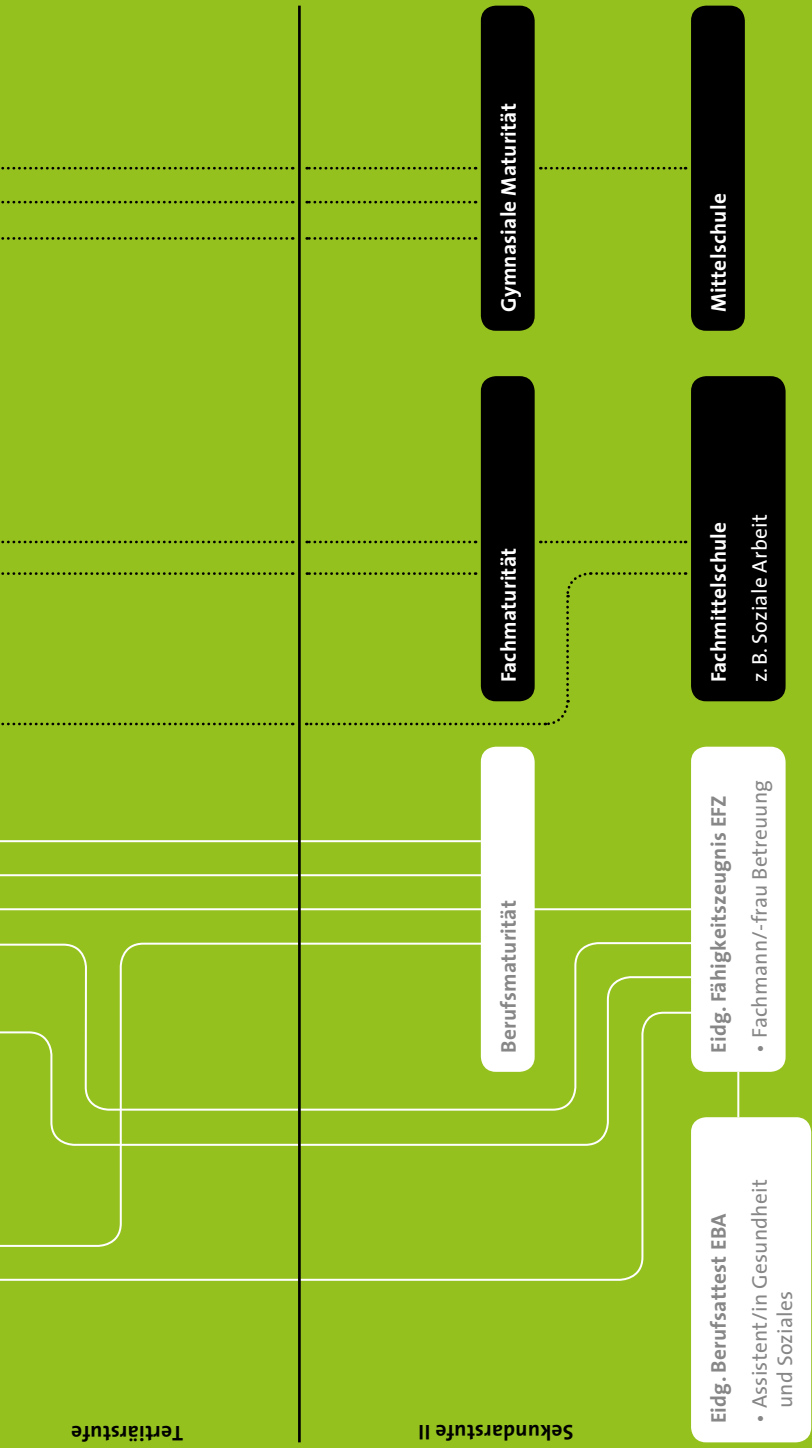 Tertiärstufe
Sekundarstufe II
Berufsmaturität
Fachmaturität
Gymnasiale Maturität
Eidg. Berufsattest EBA
• Assistent/in Gesundheit
und Soziales
Eidg. Fähigkeitszeugnis EFZ
• Fachmann/-frau Betreuung
Fachmittelschule
z. B. Soziale Arbeit
Mittelschule